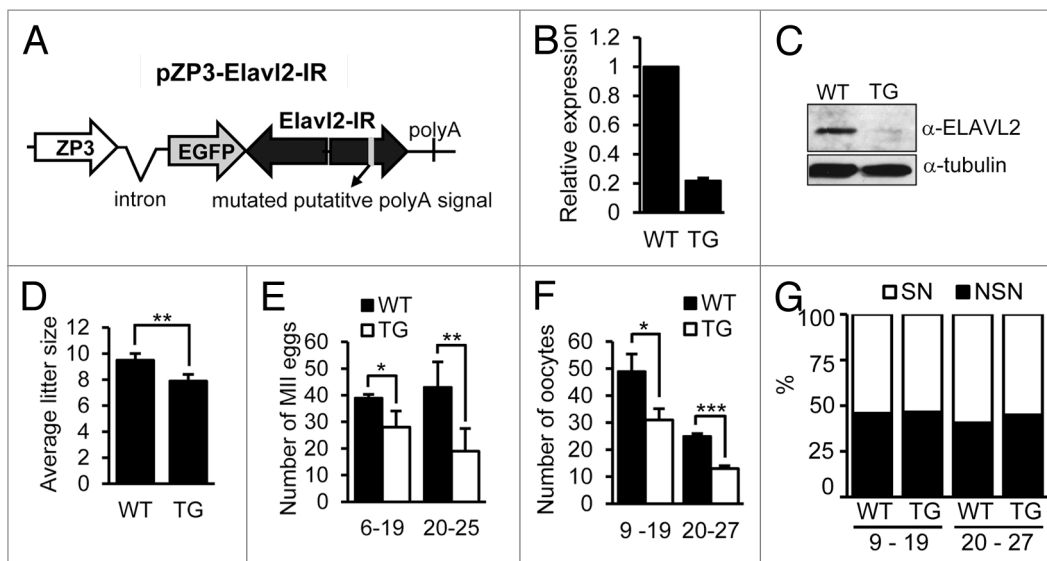 A
pZP3-Elavl2-IR
Elavl2-IR
polyA
ZP3
EGFP
intron
mutated putatitve polyA signal
B
Relative expression
1.2
1
0.8
0.6
0.4
0.2
0
WT TG
C
WT TG
α-ELAVL2
α-tubulin
D
Average litter size
**
12
10
8
6
4
2
0
WT TG
E
WT
TG
Number of MII eggs
60
50
40
30
20
10
0
*
**
6-19 20-25
F
WT
TG
Number of oocytes
60
50
40
30
20
10
0
*
***
9-19 20-27
G
SN NSN
%
100
75
50
25
0
WT TG WT TG
9 - 19 20 - 27